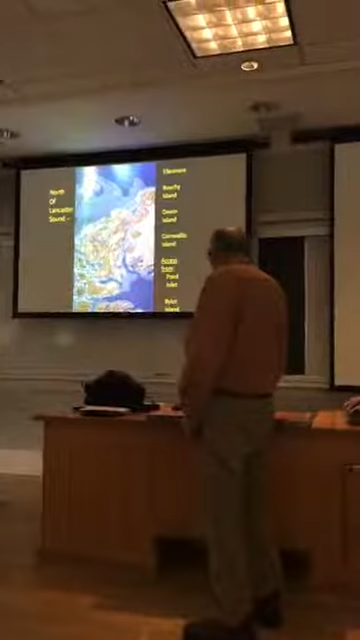 North
Of
Lancaster
Sound –
Ellesmere
Beechy
Island
Devon
Island
Cornwallis
Island
Access
from:
Pond
Inlet
Bylot
Island